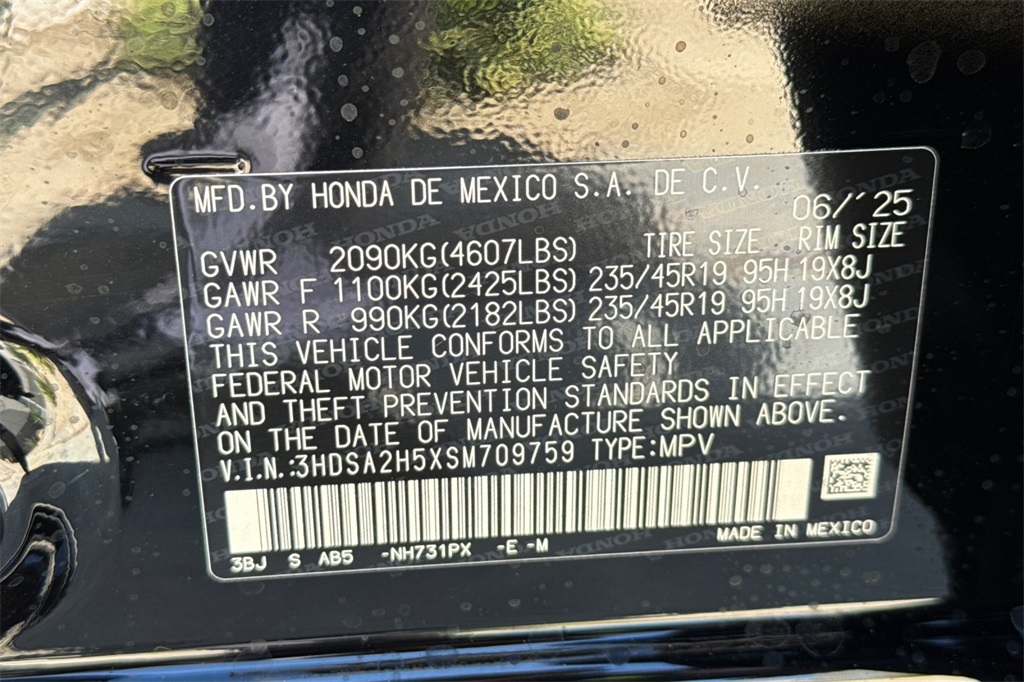 MFD.BY HONDA DE MEXICO S.A. DE C.V.
06/'25
GVWR 2090KG(4607LBS) TIRE SIZE RIM SIZE
GAWR F 1100KG(2425LBS) 235/45R19 95H 19X8J
GAWR R 990KG(2182LBS) 235/45R19 95H 19X8J
THIS VEHICLE CONFORMS TO ALL APPLICABLE
FEDERAL MOTOR VEHICLE SAFETY
AND THEFT PREVENTION STANDARDS IN EFFECT
ON THE DATE OF MANUFACTURE SHOWN ABOVE.
V.I.N.:3HDSA2H5XSM709759 TYPE:MPV
MADE IN MEXICO
3BJ S AB5 -NH731PX -E -M